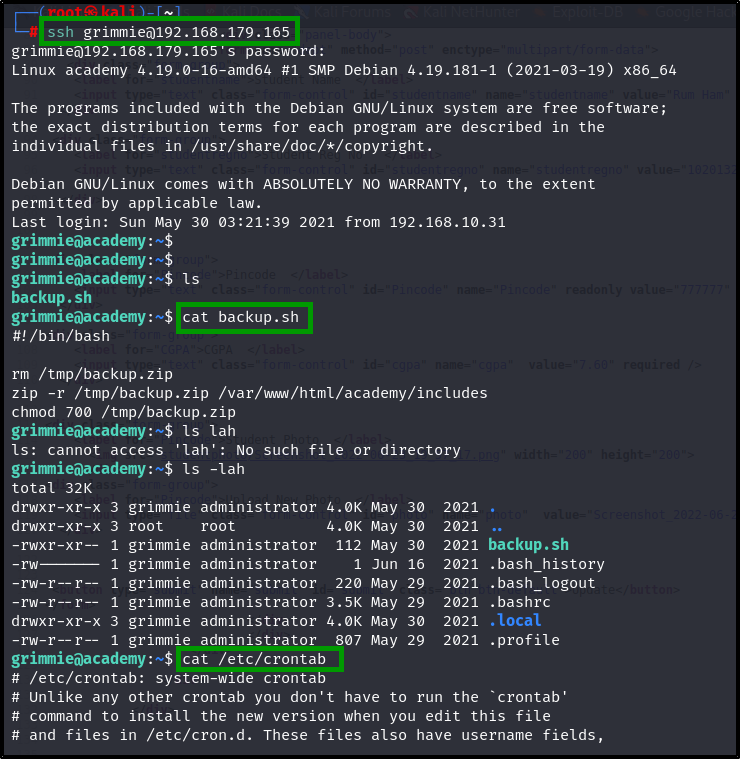 (root㉿kali)-[~]
# ssh grimmie@192.168.179.165
grimmie@192.168.179.165's password:
Linux academy 4.19.0-16-amd64 #1 SMP Debian 4.19.181-1 (2021-03-19) x86_64
The programs included with the Debian GNU/Linux system are free software;
the exact distribution terms for each program are described in the
individual files in /usr/share/doc/*/copyright.
Debian GNU/Linux comes with ABSOLUTELY NO WARRANTY, to the extent
permitted by applicable law.
Last login: Sun May 30 03:21:39 2021 from 192.168.10.31
grimmie@academy:~$
grimmie@academy:~$
grimmie@academy:~$ ls
backup.sh
grimmie@academy:~$ cat backup.sh
#!/bin/bash
rm /tmp/backup.zip
zip -r /tmp/backup.zip /var/www/html/academy/includes
chmod 700 /tmp/backup.zip
grimmie@academy:~$ ls lah
ls: cannot access 'lah': No such file or directory
grimmie@academy:~$ ls -lah
total 32K
drwxr-xr-x 3 grimmie administrator 4.0K May 30  2021 .
drwxr-xr-x 3 root    root          4.0K May 30  2021 ..
-rwxr-xr-- 1 grimmie administrator  112 May 30  2021 backup.sh
-rw------- 1 grimmie administrator    1 Jun 16  2021 .bash_history
-rw-r--r-- 1 grimmie administrator  220 May 29  2021 .bash_logout
-rw-r--r-- 1 grimmie administrator 3.5K May 29  2021 .bashrc
drwxr-xr-x 3 grimmie administrator 4.0K May 30  2021 .local
-rw-r--r-- 1 grimmie administrator  807 May 29  2021 .profile
grimmie@academy:~$ cat /etc/crontab
# /etc/crontab: system-wide crontab
# Unlike any other crontab you don't have to run the `crontab'
# command to install the new version when you edit this file
# and files in /etc/cron.d. These files also have username fields,